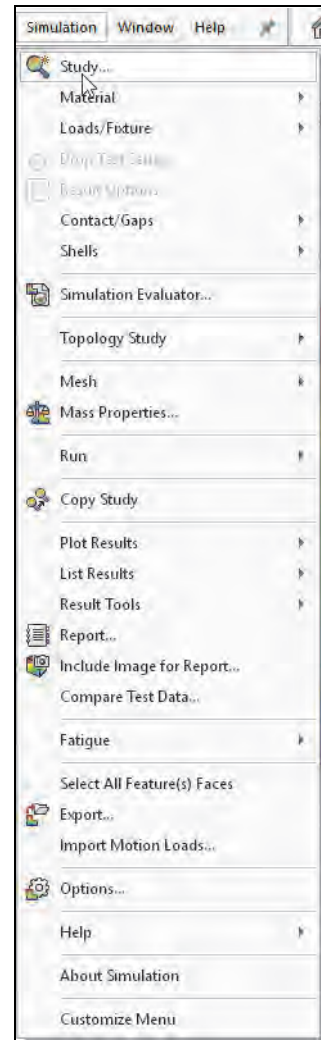 Simulation Window Help
Study...
Material
Loads/Fixture
Drop Test Setup...
Result Options...
Contact/Gaps
Shells
Simulation Evaluator...
Topology Study
Mesh
Mass Properties...
Run
Copy Study
Plot Results
List Results
Result Tools
Report...
Include Image for Report...
Compare Test Data...
Fatigue
Select All Feature(s) Faces
Export...
Import Motion Loads...
Options...
Help
About Simulation
Customize Menu